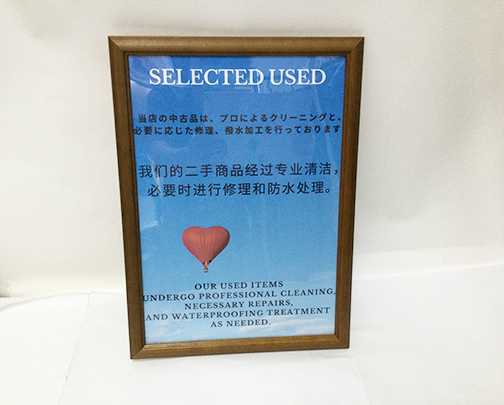 SELECTED USED
当店の中古品は、プロによるクリーニングと、
必要に応じた修理、撥水加工を行っております
我们的二手商品经过专业清洁，
必要时进行修理和防水处理。
OUR USED ITEMS
UNDERGO PROFESSIONAL CLEANING,
NECESSARY REPAIRS,
AND WATERPROOFING TREATMENT
AS NEEDED.